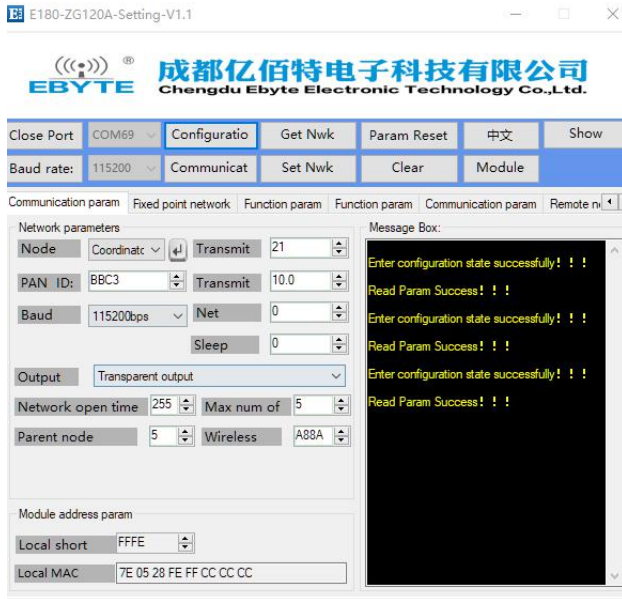 E180-ZG120A-Setting-V1.1
((•)) ®
EBYTE
成都亿佰特电子科技有限公司
Chengdu Ebyte Electronic Technology Co.,Ltd.
Close Port COM69 Configuratio Get Nwk Param Reset 中文 Show
Baud rate: 115200 Communicat Set Nwk Clear Module
Communication param Fixed point network Function param Function param Communication param Remote n
Network parameters
Node Coordinatc Transmit 21
PAN ID: BBC3 Transmit 10.0
Baud 115200bps Net 0
Sleep 0
Output Transparent output
Network open time 255 Max num of 5
Parent node 5 Wireless A88A
Module address param
Local short FFFE
Local MAC 7E 05 28 FE FF CC CC CC
Message Box:
Enter configuration state successfully！！！
Read Param Success！！！
Enter configuration state successfully！！！
Read Param Success！！！
Enter configuration state successfully！！！
Read Param Success！！！